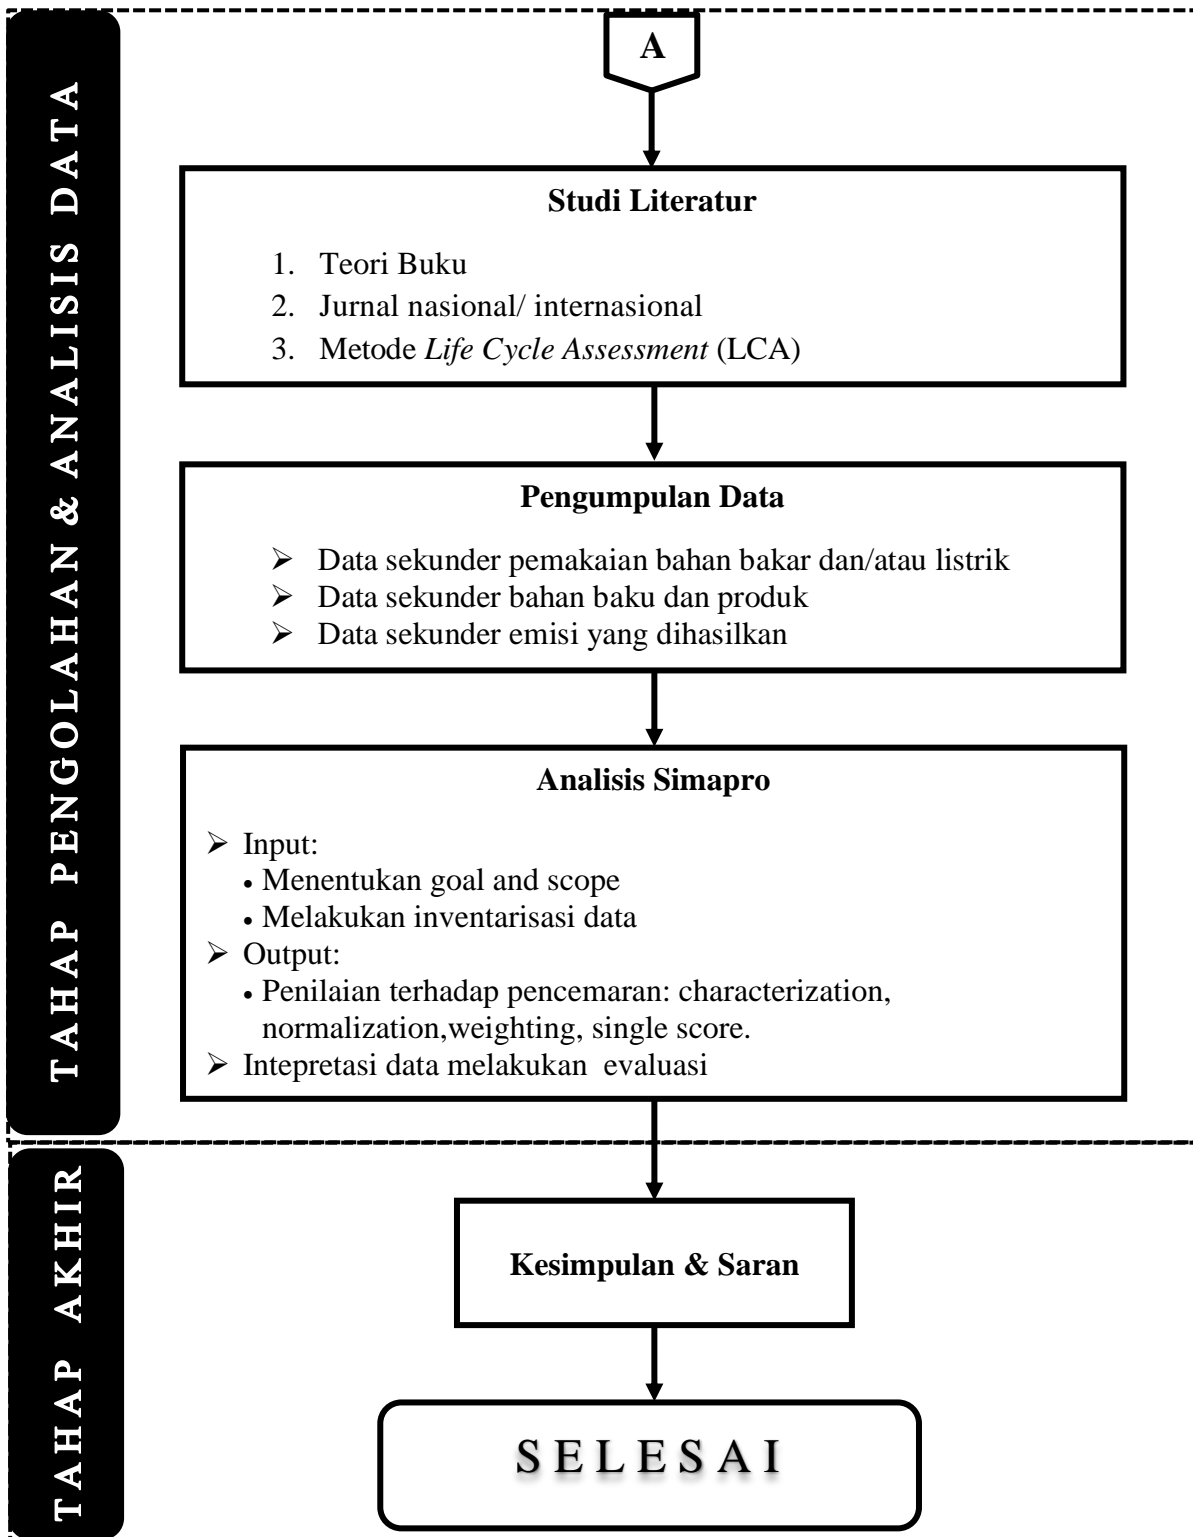 A
TAHAP PENGOLAHAN & ANALISIS DATA
Studi Literatur
1. Teori Buku
2. Jurnal nasional/ internasional
3. Metode Life Cycle Assessment (LCA)
Pengumpulan Data
➢ Data sekunder pemakaian bahan bakar dan/atau listrik
➢ Data sekunder bahan baku dan produk
➢ Data sekunder emisi yang dihasilkan
Analisis Simapro
➢ Input:
• Menentukan goal and scope
• Melakukan inventarisasi data
➢ Output:
• Penilaian terhadap pencemaran: characterization,
normalization,weighting, single score.
➢ Intepretasi data melakukan  evaluasi
TAHAP AKHIR
Kesimpulan & Saran
SELESAI